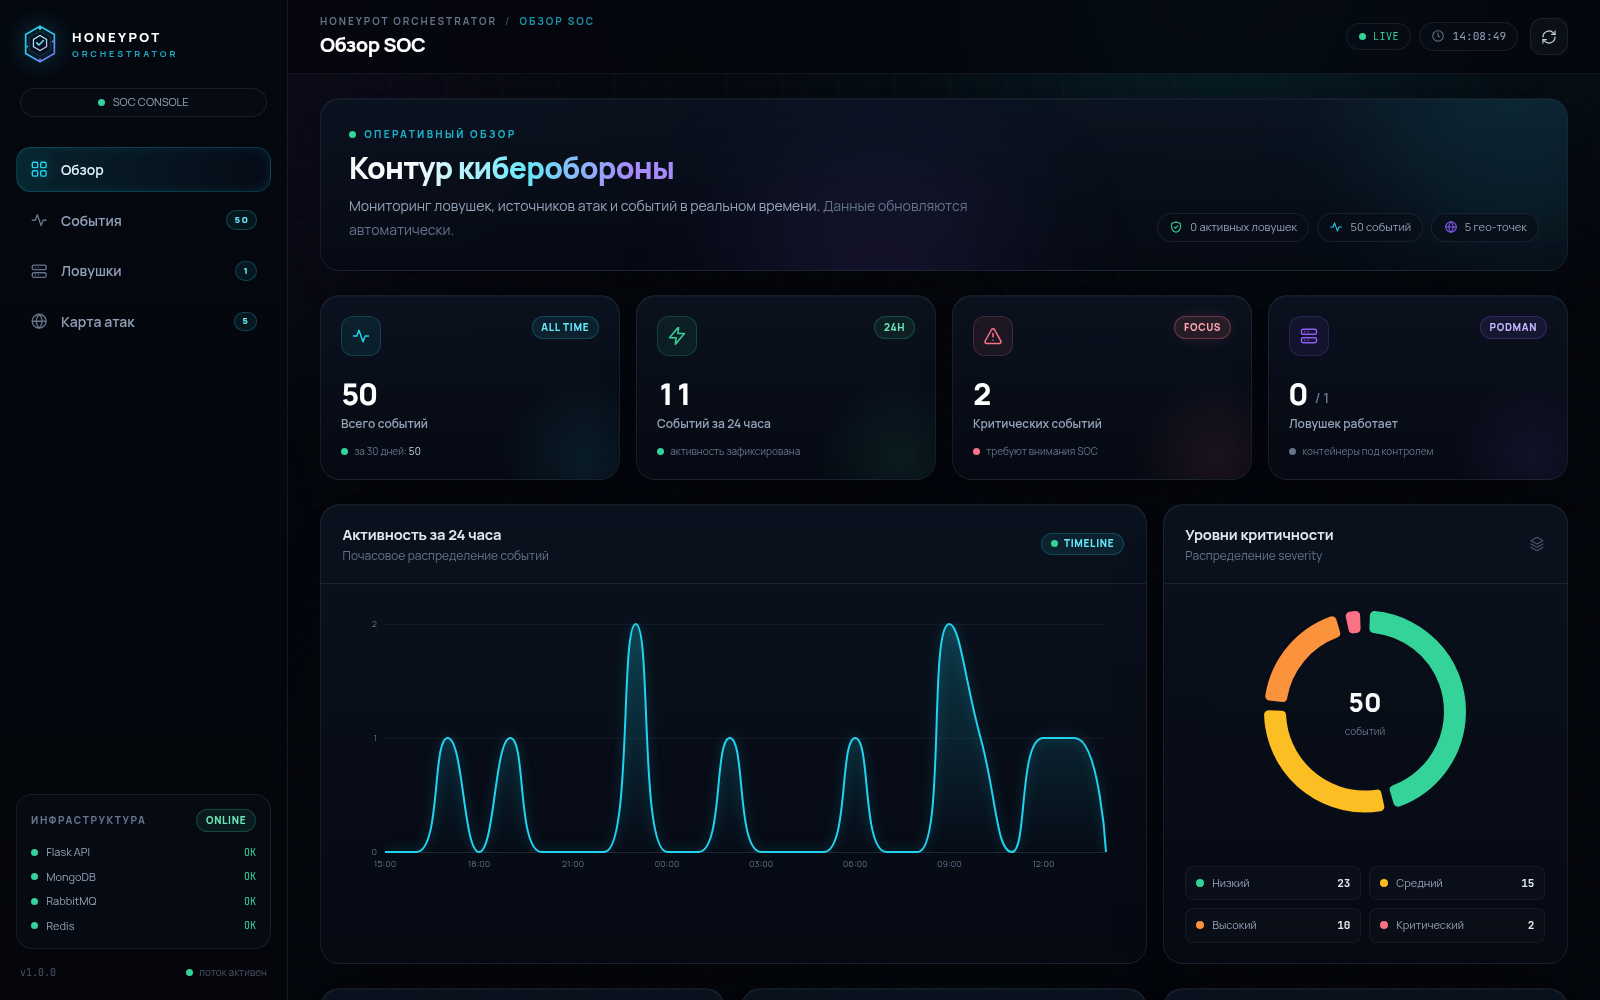 HONEYPOT
ORCHESTRATOR
SOC CONSOLE
Обзор
События 50
Ловушки 1
Карта атак 5
ИНФРАСТРУКТУРА ONLINE
Flask API OK
MongoDB OK
RabbitMQ OK
Redis OK
v1.0.0 поток активен
HONEYPOT ORCHESTRATOR / ОБЗОР SOC
Обзор SOC
LIVE
14:08:49
ОПЕРАТИВНЫЙ ОБЗОР
Контур киберобороны
Мониторинг ловушек, источников атак и событий в реальном времени. Данные обновляются
автоматически.
0 активных ловушек
50 событий
5 гео-точек
ALL TIME
50
Всего событий
за 30 дней: 50
24H
11
Событий за 24 часа
активность зафиксирована
FOCUS
2
Критических событий
требуют внимания SOC
PODMAN
0 / 1
Ловушек работает
контейнеры под контролем
Активность за 24 часа
Почасовое распределение событий
TIMELINE
2
1
0
15:00 18:00 21:00 00:00 03:00 06:00 09:00 12:00
Уровни критичности
Распределение severity
50
событий
Низкий 23
Средний 15
Высокий 10
Критический 2